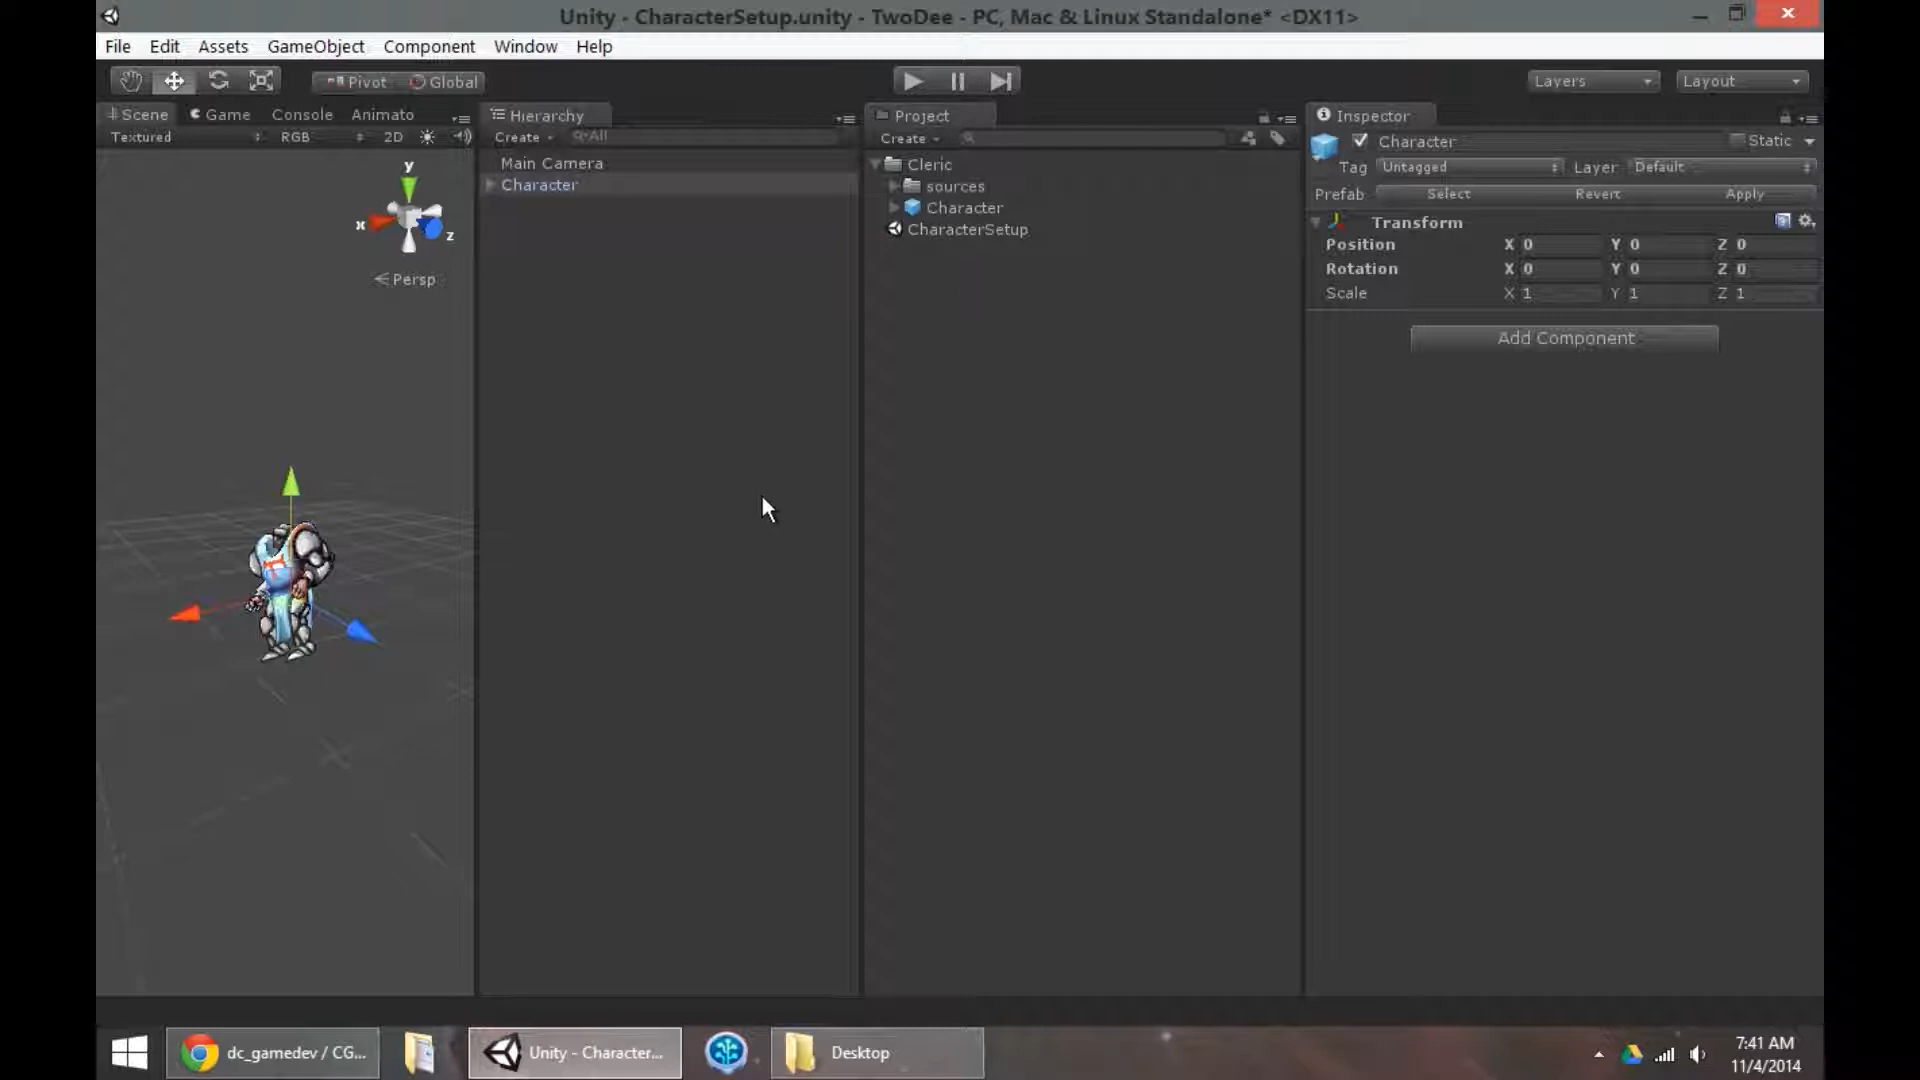 Unity - CharacterSetup.unity - TwoDee - PC, Mac & Linux Standalone* <DX11>
File Edit Assets GameObject Component Window Help
Pivot Global Layers Layout
Scene Game Console Animato Hierarchy Project Inspector
Textured RGB 2D Create All Create
Character Static
Tag Untagged Layer Default
Prefab Select Revert Apply
Main Camera
Character
Cleric
sources
Character
CharacterSetup
Transform
Position X 0 Y 0 Z 0
Rotation X 0 Y 0 Z 0
Scale X 1 Y 1 Z 1
Add Component
y
x
z
Persp
dc_gamedev / CG...
Unity - Character...
Desktop
7:41 AM
11/4/2014